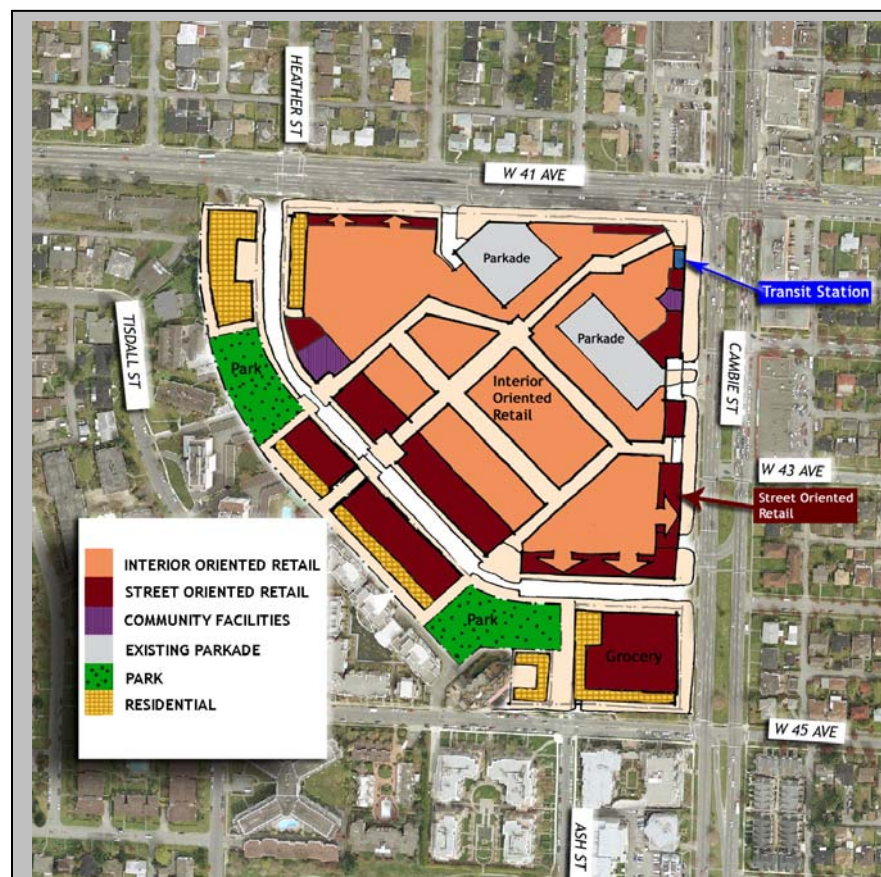 HEATHER ST
W 41 AVE
Parkade
Transit Station
TISDALL ST
Park
Parkade
CAMBIE ST
Interior
Oriented
Retail
W 43 AVE
Street Oriented
Retail
INTERIOR ORIENTED RETAIL
STREET ORIENTED RETAIL
COMMUNITY FACILITIES
EXISTING PARKADE
PARK
RESIDENTIAL
Park
Grocery
W 45 AVE
ASH ST